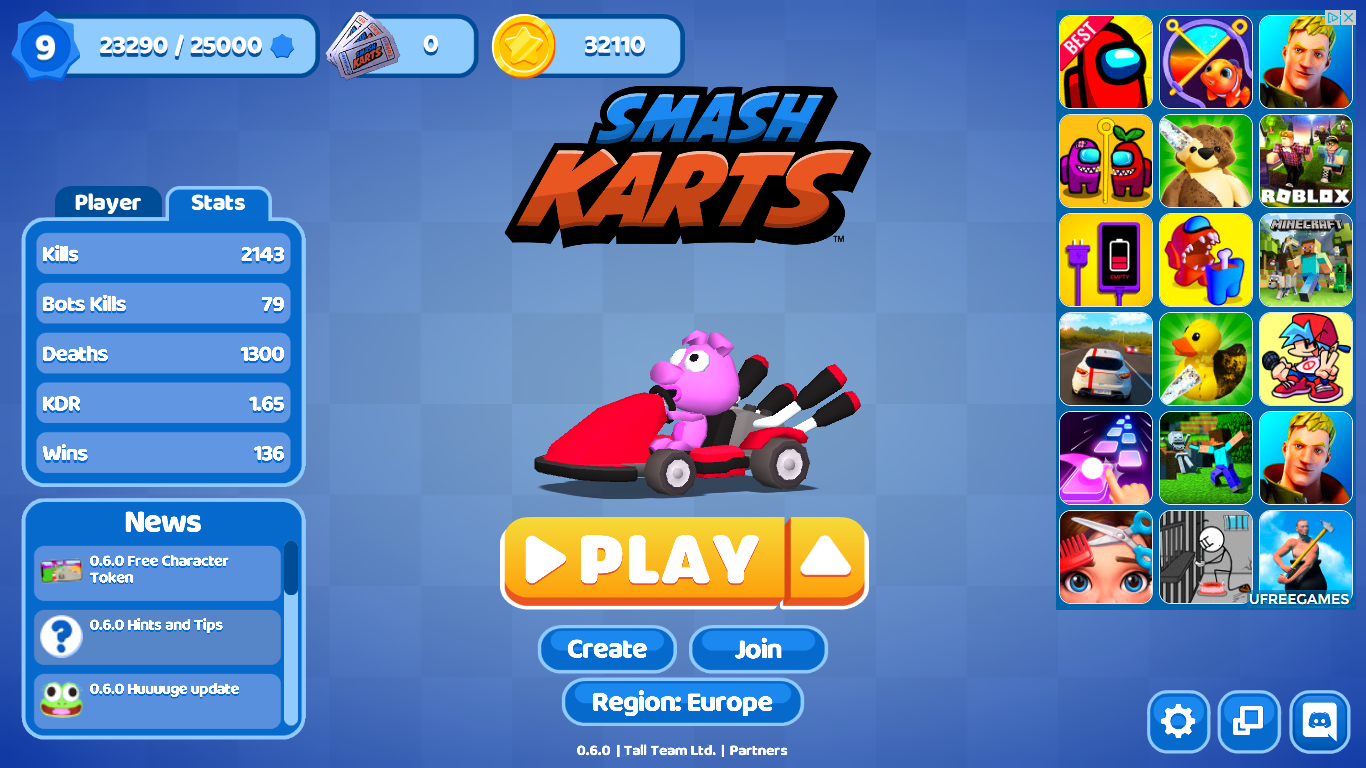 9
23290 / 25000
0
32110
SMASH
KARTS
™
Player
Stats
Kills 2143
Bots Kills 79
Deaths 1300
KDR 1.65
Wins 136
News
0.6.0 Free Character
Token
0.6.0 Hints and Tips
0.6.0 Huuuuge update
PLAY
Create
Join
Region: Europe
0.6.0 | Tall Team Ltd. | Partners
BEST
ROBLOX
EMPTY
MINECRAFT
UFREEGAMES